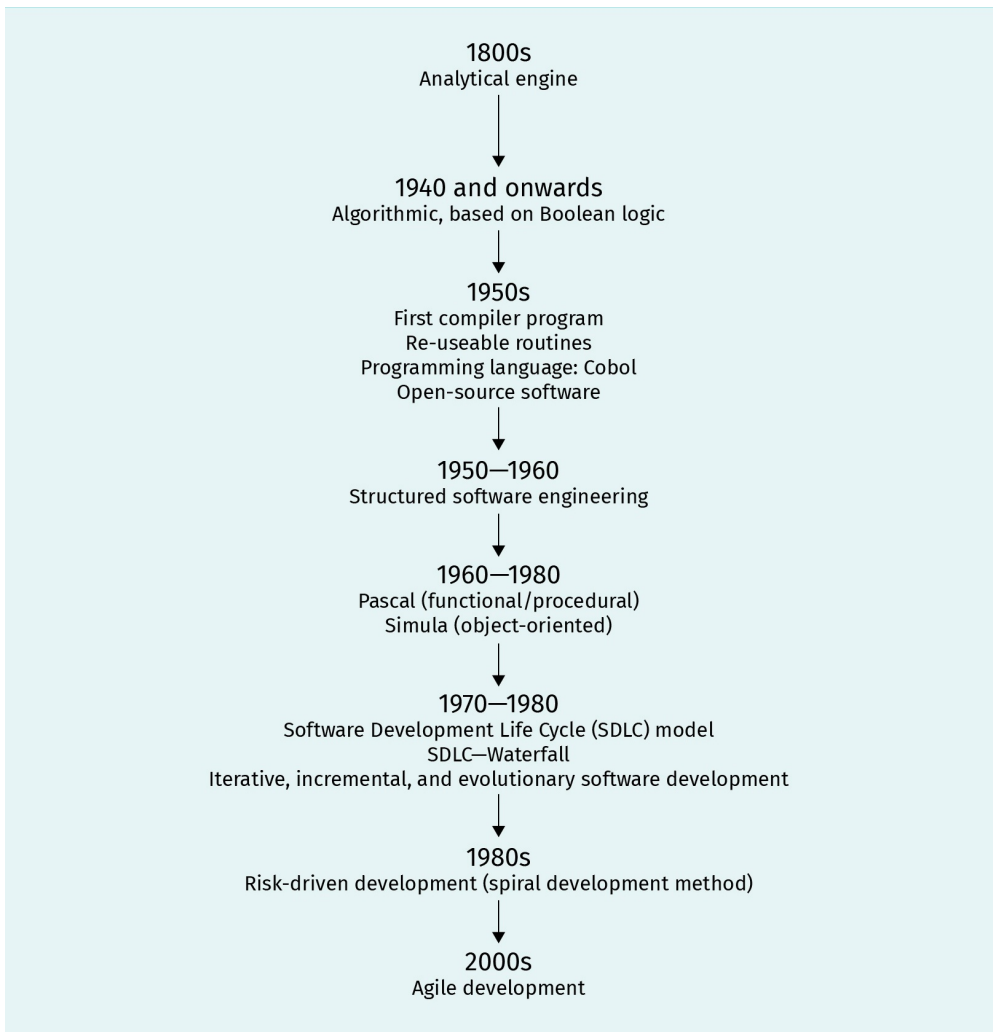 1800s
Analytical engine
1940 and onwards
Algorithmic, based on Boolean logic
1950s
First compiler program
Re-useable routines
Programming language: Cobol
Open-source software
1950—1960
Structured software engineering
1960—1980
Pascal (functional/procedural)
Simula (object-oriented)
1970—1980
Software Development Life Cycle (SDLC) model
SDLC—Waterfall
Iterative, incremental, and evolutionary software development
1980s
Risk-driven development (spiral development method)
2000s
Agile development